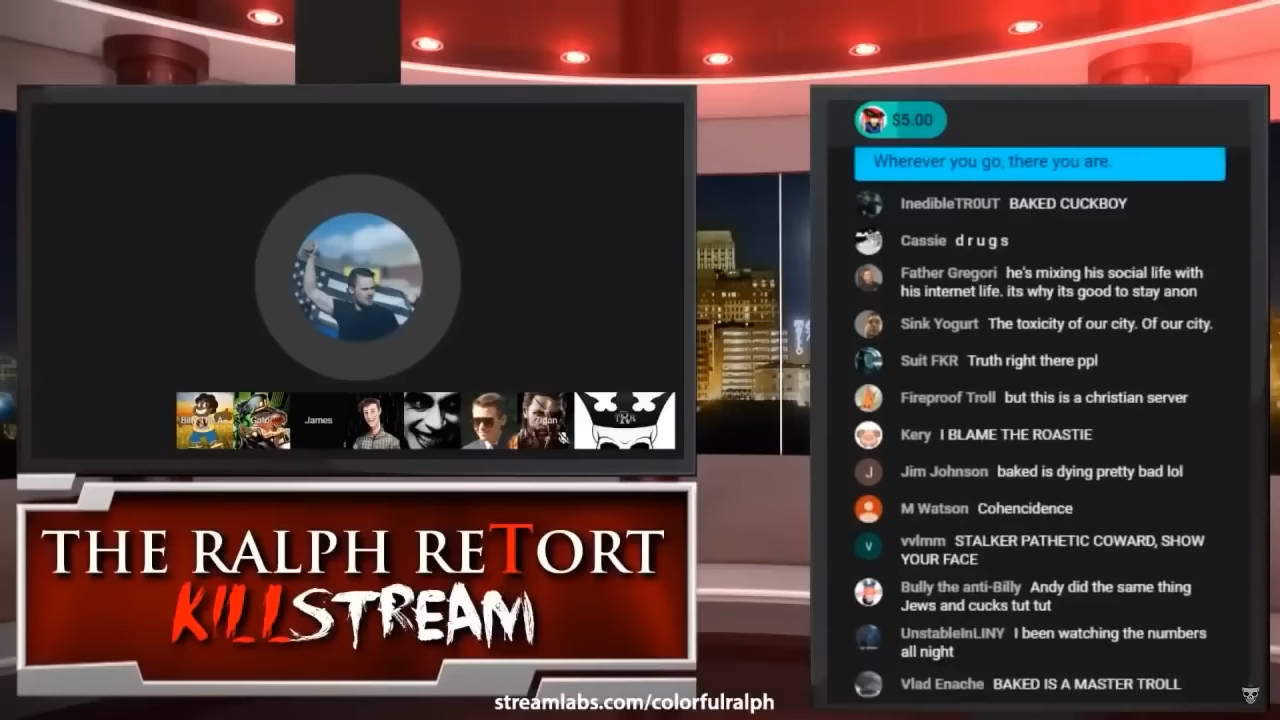 $5.00
Wherever you go, there you are.
InedibleTR0UT BAKED CUCKBOY
Cassie d r u g s
Father Gregori he's mixing his social life with
his internet life. its why its good to stay anon
Sink Yogurt The toxicity of our city. Of our city.
Suit FKR Truth right there ppl
Fireproof Troll but this is a christian server
Kery I BLAME THE ROASTIE
J Jim Johnson baked is dying pretty bad lol
M Watson Cohencidence
V vvlmm STALKER PATHETIC COWARD, SHOW
YOUR FACE
Bully the anti-Billy Andy did the same thing
Jews and cucks tut tut
UnstableInLINY I been watching the numbers
all night
Vlad Enache BAKED IS A MASTER TROLL
James
Zidan
THE RALPH RETORT
KILLSTREAM
streamlabs.com/colorfulralph